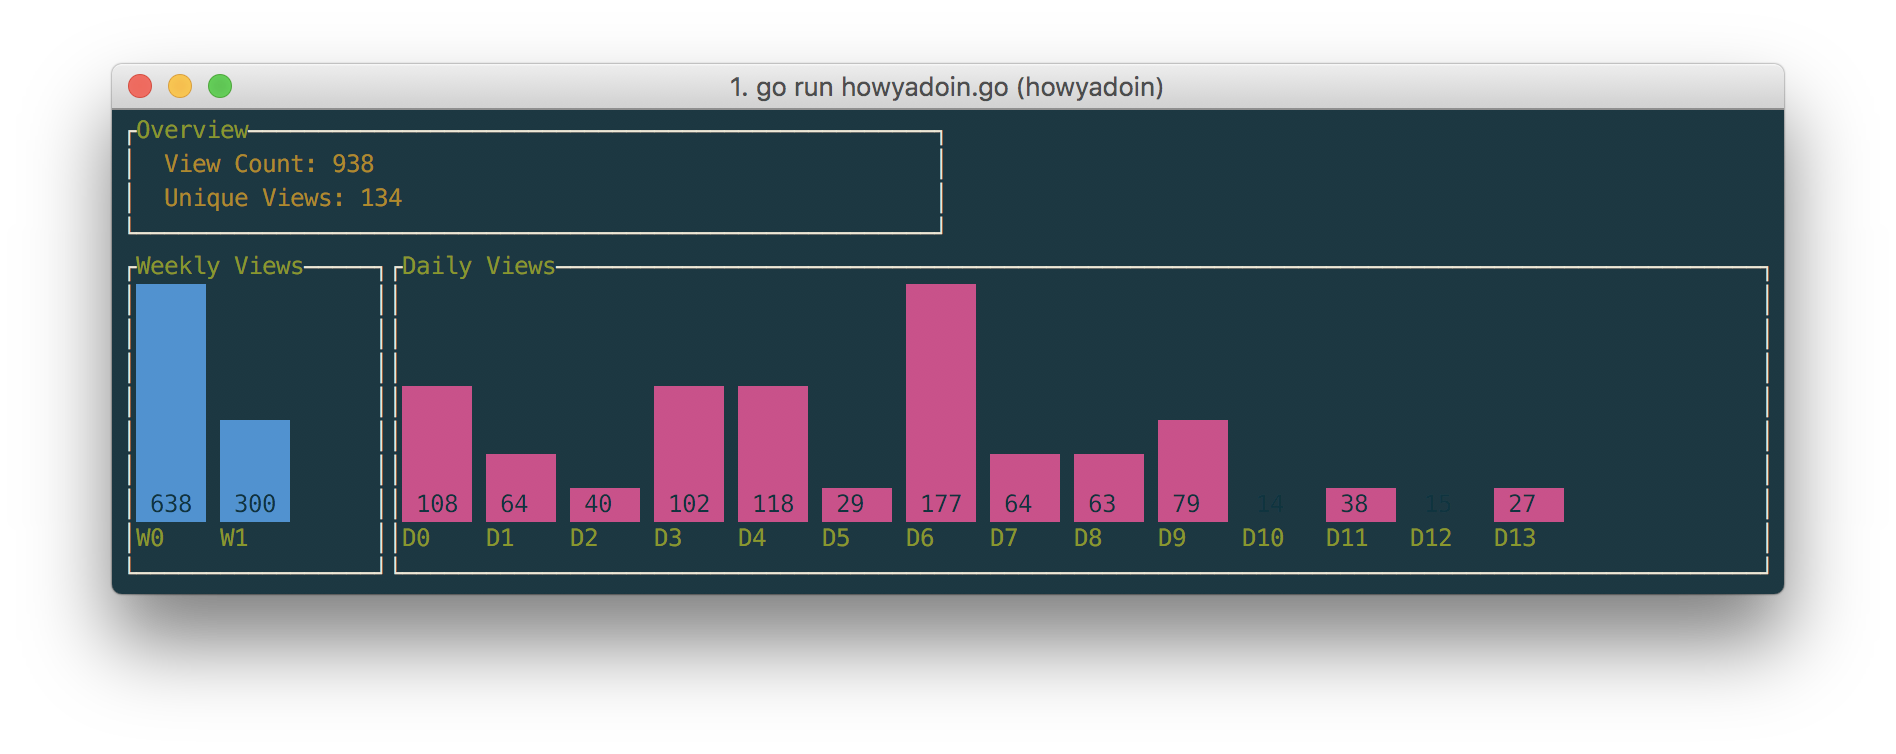 1. go run howyadoin.go (howyadoin)
Overview
View Count: 938
Unique Views: 134
Weekly Views Daily Views
638 300 108 64 40 102 118 29 177 64 63 79 14 38 15 27
W0 W1 D0 D1 D2 D3 D4 D5 D6 D7 D8 D9 D10 D11 D12 D13